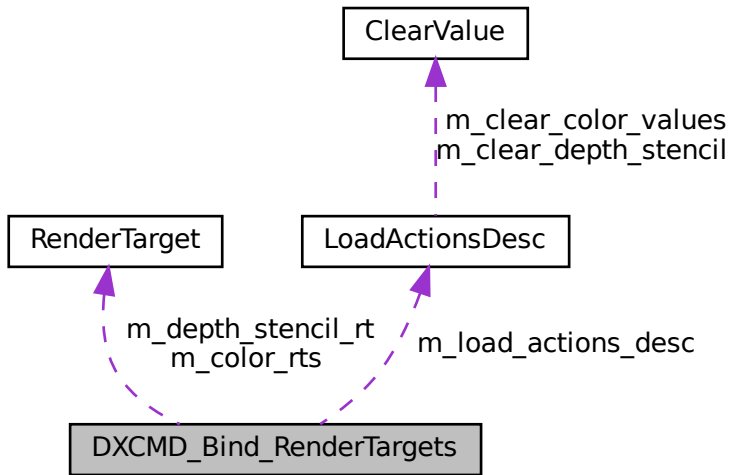 ClearValue
m_clear_color_values
m_clear_depth_stencil
RenderTarget
LoadActionsDesc
m_depth_stencil_rt
m_color_rts
m_load_actions_desc
DXCMD_Bind_RenderTargets